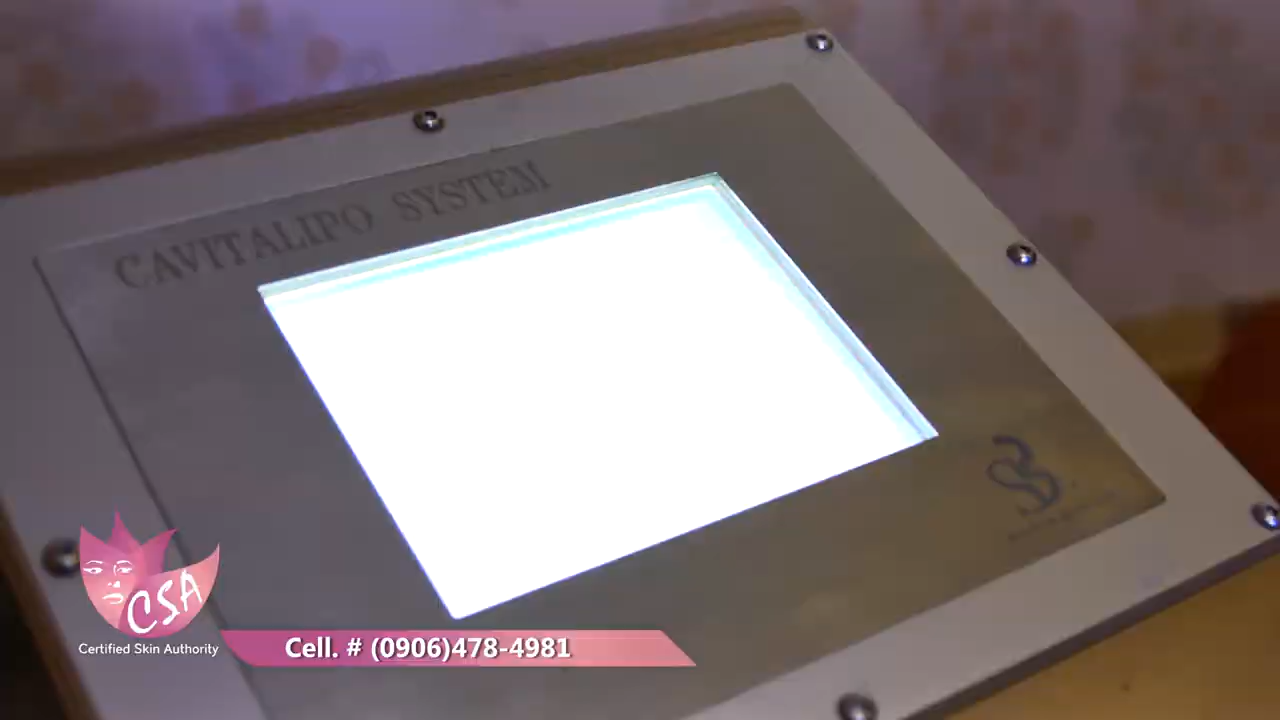 CAVITALIPO SYSTEM
CSA
Certified Skin Authority
Cell. # (0906)478-4981